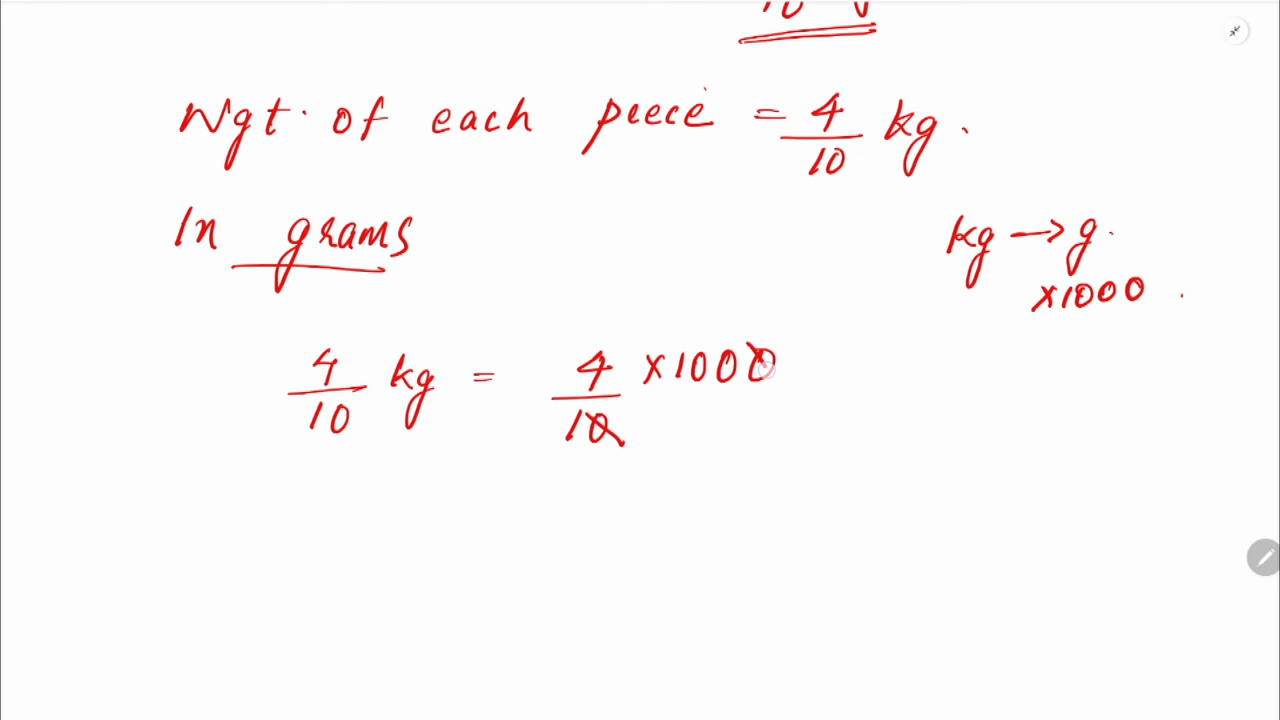 Wgt. of each piece = 4/10 kg.
In grams
kg → g.
×1000
4/10 kg = 4/10 ×1000